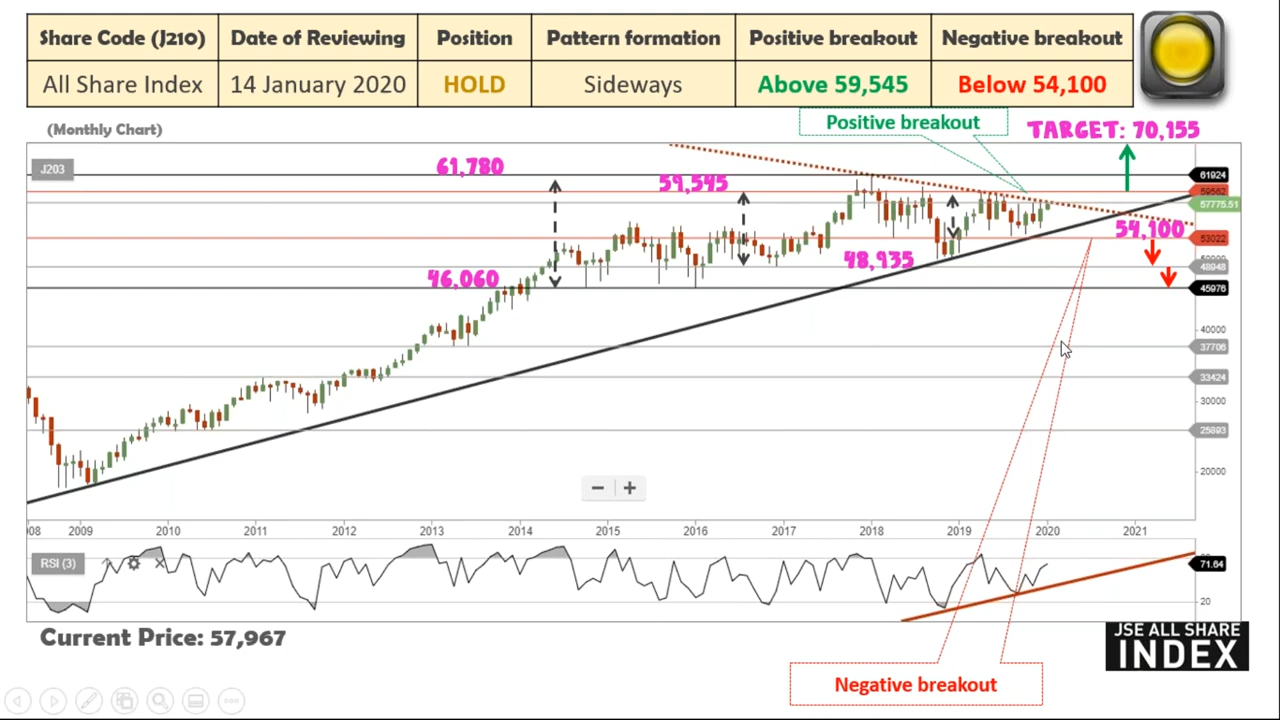 Share Code (J210) Date of Reviewing Position Pattern formation Positive breakout Negative breakout
All Share Index 14 January 2020 HOLD Sideways Above 59,545 Below 54,100
(Monthly Chart)
Positive breakout
TARGET: 70,155
J203
61,780
59,545
61924
59562
57775.51
54,100
53022
48,935
50000
48948
46,060
45976
40000
37706
33424
30000
25893
20000
- +
08 2009 2010 2011 2012 2013 2014 2015 2016 2017 2018 2019 2020 2021
RSI (3)
71.64
20
Current Price: 57,967
JSE ALL SHARE
INDEX
Negative breakout